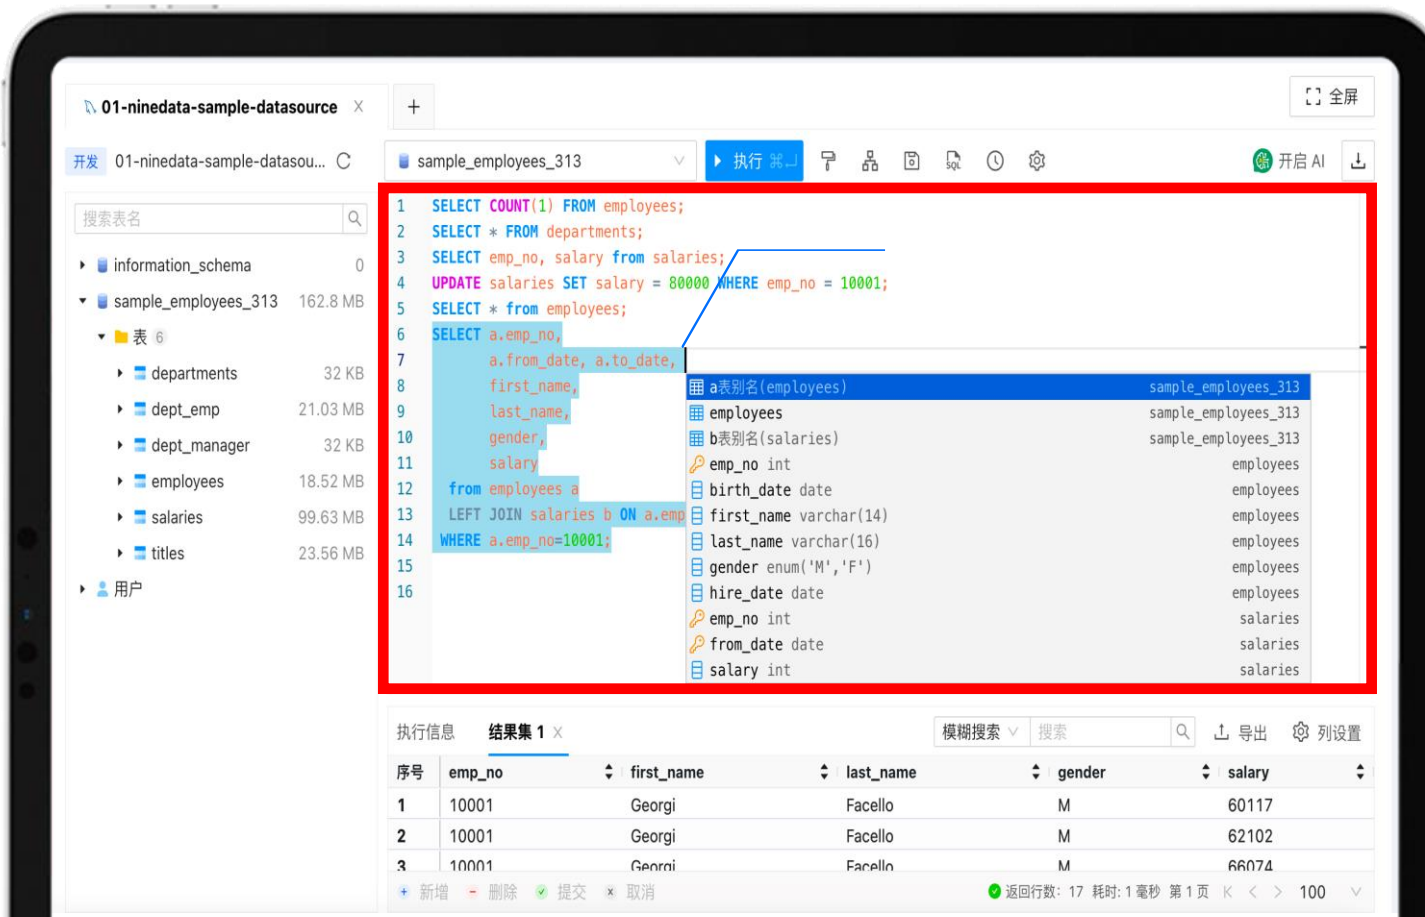 01-ninedata-sample-datasource X +
全屏
开发 01-ninedata-sample-datasou...
sample_employees_313
执行 ⌘
SQL
开启 AI
搜索表名
information_schema 0
sample_employees_313 162.8 MB
表 6
departments 32 KB
dept_emp 21.03 MB
dept_manager 32 KB
employees 18.52 MB
salaries 99.63 MB
titles 23.56 MB
用户
1 SELECT COUNT(1) FROM employees;
2 SELECT * FROM departments;
3 SELECT emp_no, salary from salaries;
4 UPDATE salaries SET salary = 80000 WHERE emp_no = 10001;
5 SELECT * from employees;
6 SELECT a.emp_no,
7 a.from_date, a.to_date,
8 first_name,
9 last_name,
10 gender,
11 salary
12 from employees a
13 LEFT JOIN salaries b ON a.emp
14 WHERE a.emp_no=10001;
15
16
a表别名(employees) sample_employees_313
employees sample_employees_313
b表别名(salaries) sample_employees_313
emp_no int employees
birth_date date employees
first_name varchar(14) employees
last_name varchar(16) employees
gender enum('M','F') employees
hire_date date employees
emp_no int salaries
from_date date salaries
salary int salaries
执行信息 结果集 1 X
模糊搜索 搜索 导出 列设置
序号 emp_no first_name last_name gender salary
1 10001 Georgi Facello M 60117
2 10001 Georgi Facello M 62102
3 10001 Georgi Facello M 66074
+ 新增 - 删除 提交 x 取消
返回行数: 17 耗时: 1 毫秒 第 1 页 K < > 100